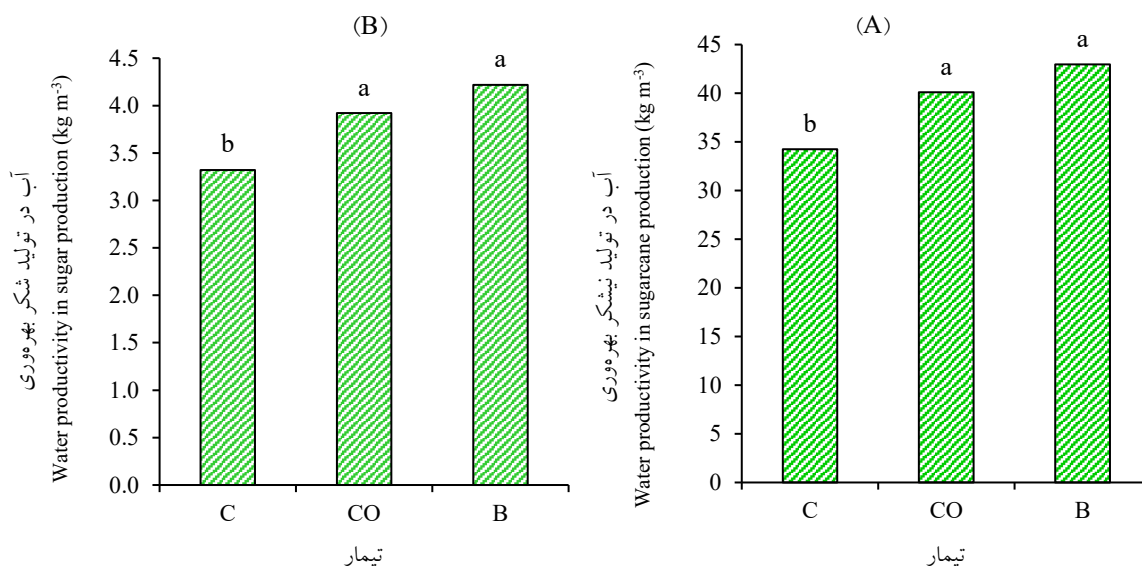 (B)
آب در تولید شکر بهره‌وری
Water productivity in sugar production (kg m⁻³)
4.5
4.0
3.5
3.0
2.5
2.0
1.5
1.0
0.5
0.0
b
a
a
C
CO
B
تیمار
(A)
آب در تولید نیشکر بهره‌وری
Water productivity in sugarcane production (kg m⁻³)
45
40
35
30
25
20
15
10
5
0
b
a
a
C
CO
B
تیمار